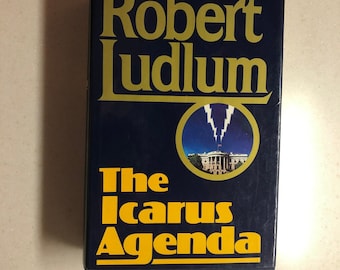 Robert
Ludlum
The
Icarus
Agenda